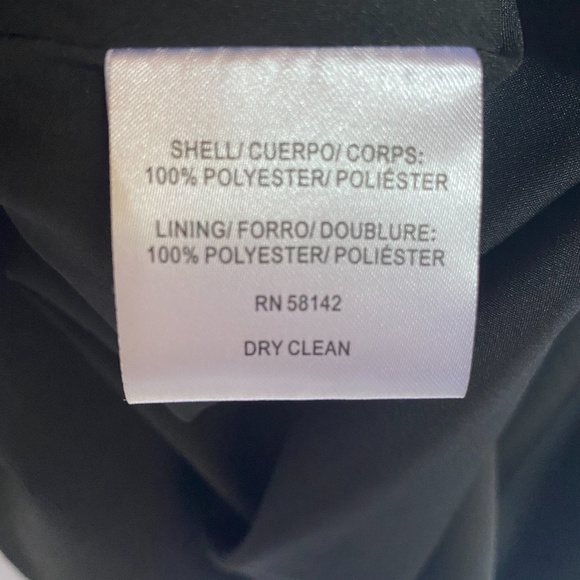 SHELL/ CUERPO/ CORPS:
100% POLYESTER/ POLIÉSTER
LINING/ FORRO/ DOUBLURE:
100% POLYESTER/ POLIÉSTER
RN 58142
DRY CLEAN